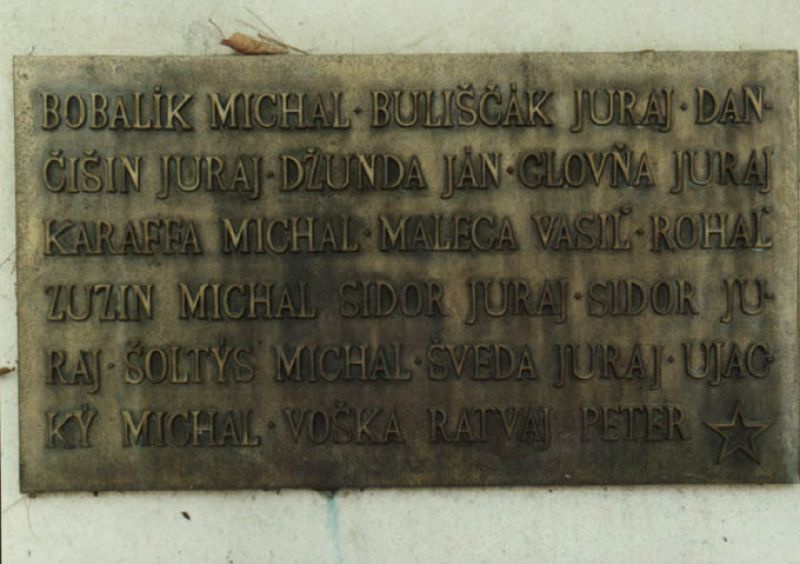 BOBALÍK MICHAL · BULIŠČÁK JURAJ · DAN-
ČIŠIN JURAJ · DŽUNDA JÁN · GLOVŇA JURAJ
KARAFFA MICHAL · MALECA VASIĽ · ROHAĽ
ZUZIN MICHAL SIDOR JURAJ · SIDOR JU-
RAJ · ŠOLTÝS MICHAL · ŠVEDA JURAJ · UJAC-
KÝ MICHAL · VOŠKA RATVAJ PETER